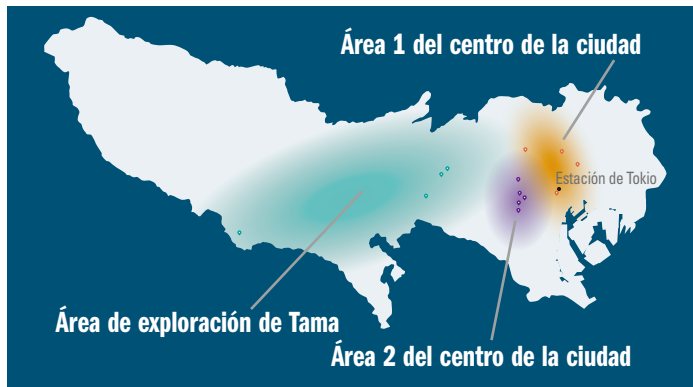 Área 1 del centro de la ciudad
Estación de Tokio
Área de exploración de Tama
Área 2 del centro de la ciudad